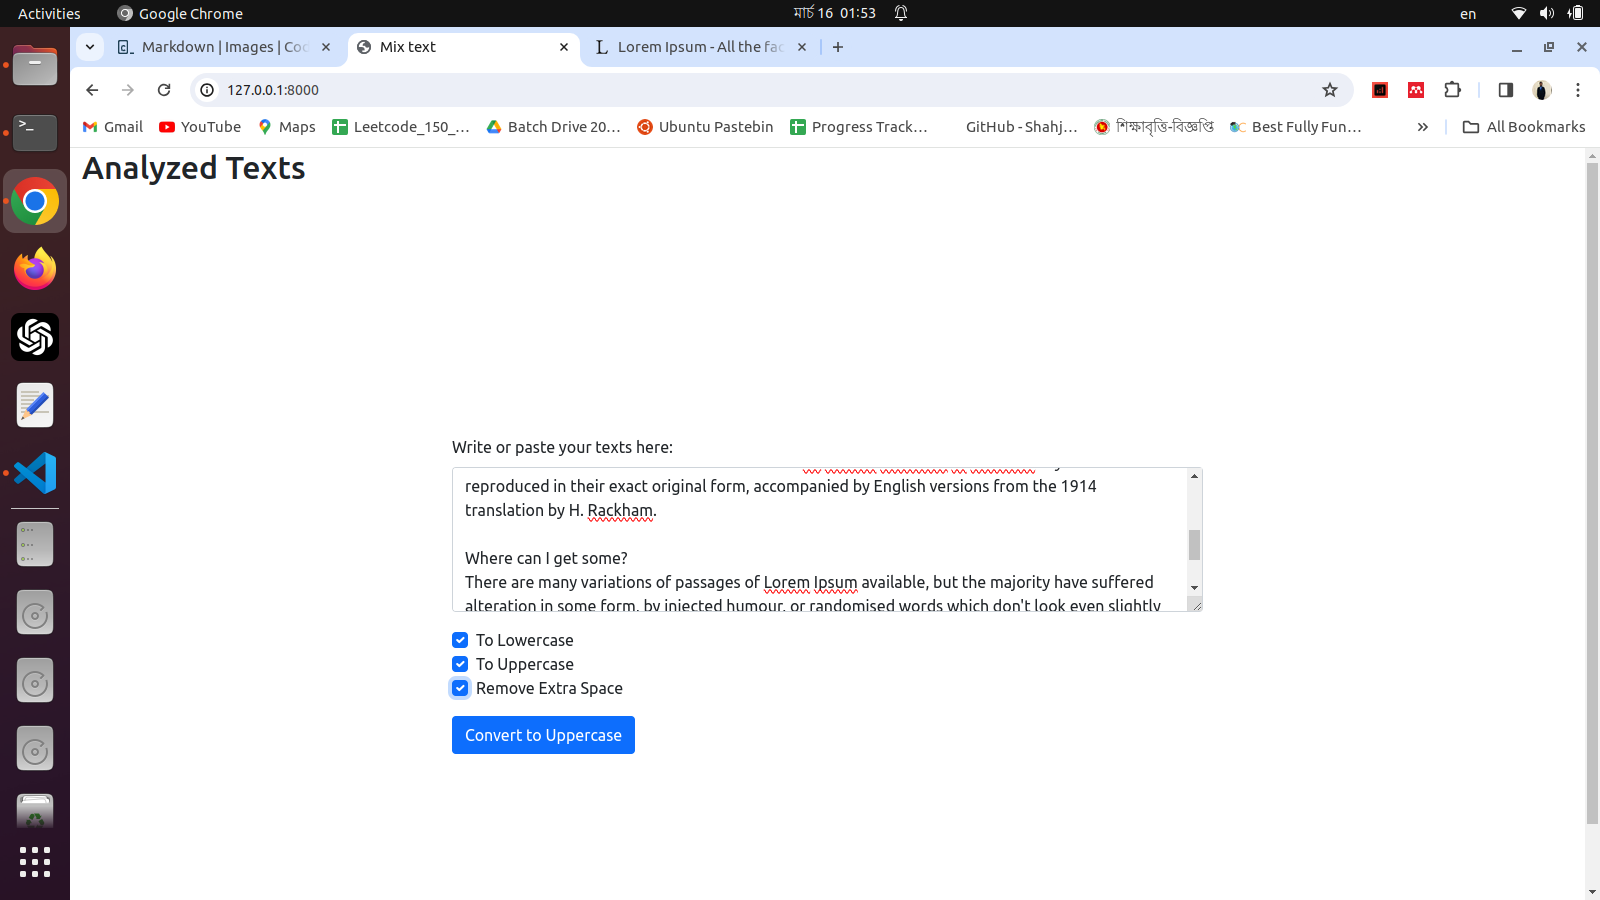 Activities
Google Chrome
মার্চ 16 01:53
en
Markdown | Images | Cod
Mix text
Lorem Ipsum - All the fac
127.0.0.1:8000
Gmail
YouTube
Maps
Leetcode_150_...
Batch Drive 20...
Ubuntu Pastebin
Progress Track...
GitHub - Shahj...
শিক্ষাবৃত্তি-বিজ্ঞপ্তি
Best Fully Fun...
All Bookmarks
Analyzed Texts
Write or paste your texts here:
reproduced in their exact original form, accompanied by English versions from the 1914
translation by H. Rackham.
Where can I get some?
There are many variations of passages of Lorem Ipsum available, but the majority have suffered
alteration in some form, by injected humour, or randomised words which don't look even slightly
To Lowercase
To Uppercase
Remove Extra Space
Convert to Uppercase